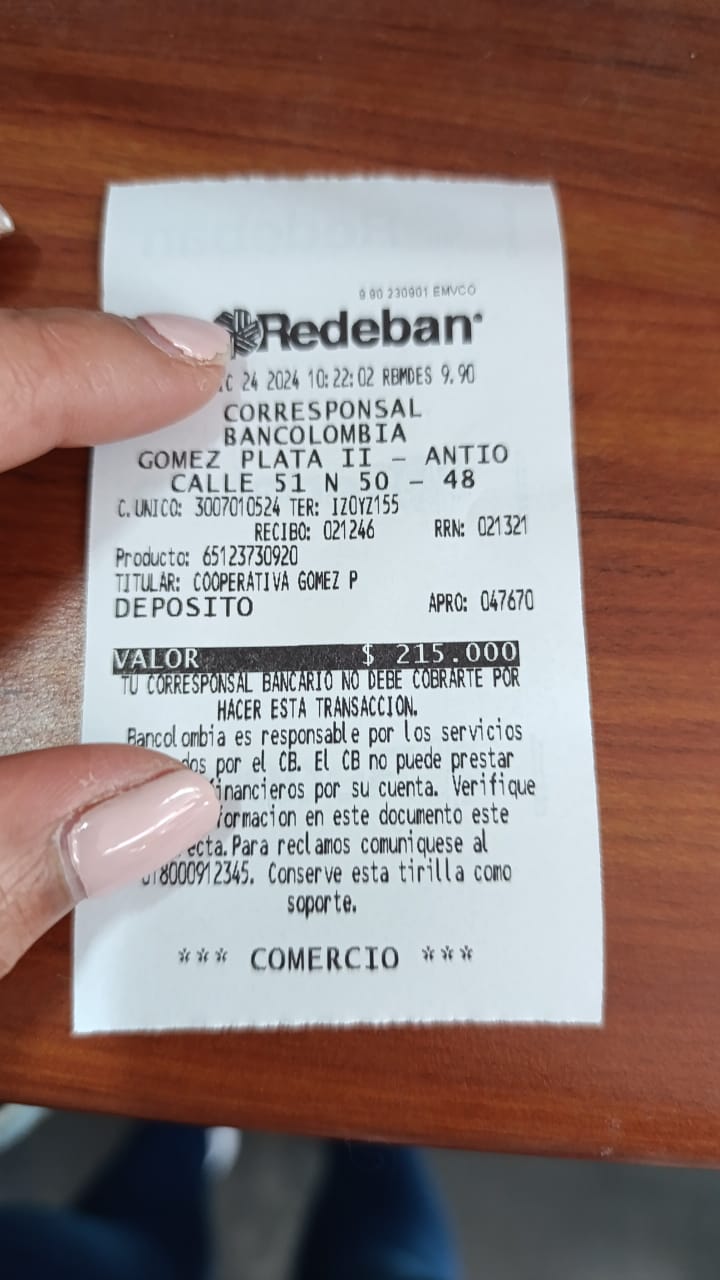 9.90 230901 EMVCO
Redeban
24 2024 10:22:02 RBMDES 9.90
CORRESPONSAL
BANCOLOMBIA
GOMEZ PLATA II - ANTIO
CALLE 51 N 50 - 48
C. UNICO: 3007010524 TER: IZOYZ155
RECIBO: 021246 RRN: 021321
Producto: 65123730920
TITULAR: COOPERATIVA GOMEZ P
DEPOSITO APRO: 047670
VALOR $ 215.000
TU CORRESPONSAL BANCARIO NO DEBE COBRARTE POR
HACER ESTA TRANSACCION.
Bancolombia es responsable por los servicios
por el CB. El CB no puede prestar
financieros por su cuenta. Verifique
en este documento este
Para reclamos comuniquese al
018000912345. Conserve esta tirilla como
soporte.
*** COMERCIO ***